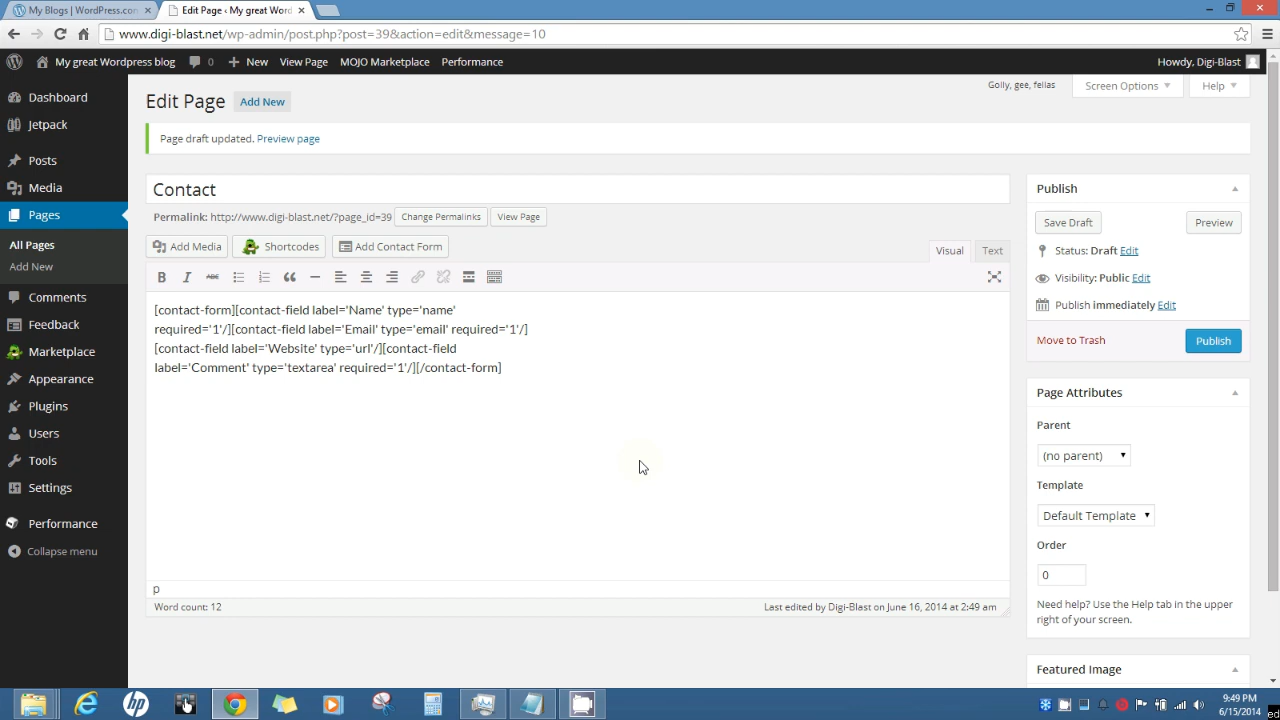 My Blogs | WordPress.com
Edit Page ‹ My great Word
www.digi-blast.net/wp-admin/post.php?post=39&action=edit&message=10
My great Wordpress blog 0 New View Page MOJO Marketplace Performance Howdy, Digi-Blast
Golly, gee, fellas Screen Options Help
Edit Page Add New
Page draft updated. Preview page
Dashboard
Jetpack
Posts
Media
Pages
All Pages
Add New
Comments
Feedback
Marketplace
Appearance
Plugins
Users
Tools
Settings
Performance
Collapse menu
Contact
Permalink: http://www.digi-blast.net/?page_id=39 Change Permalinks View Page
Add Media Shortcodes Add Contact Form
Visual Text
B I ABC
[contact-form][contact-field label='Name' type='name'
required='1'/][contact-field label='Email' type='email' required='1'/]
[contact-field label='Website' type='url'/][contact-field
label='Comment' type='textarea' required='1'/][/contact-form]
p
Word count: 12 Last edited by Digi-Blast on June 16, 2014 at 2:49 am
Publish
Save Draft Preview
Status: Draft Edit
Visibility: Public Edit
Publish immediately Edit
Move to Trash Publish
Page Attributes
Parent
(no parent)
Template
Default Template
Order
0
Need help? Use the Help tab in the upper
right of your screen.
Featured Image
9:49 PM
6/15/2014